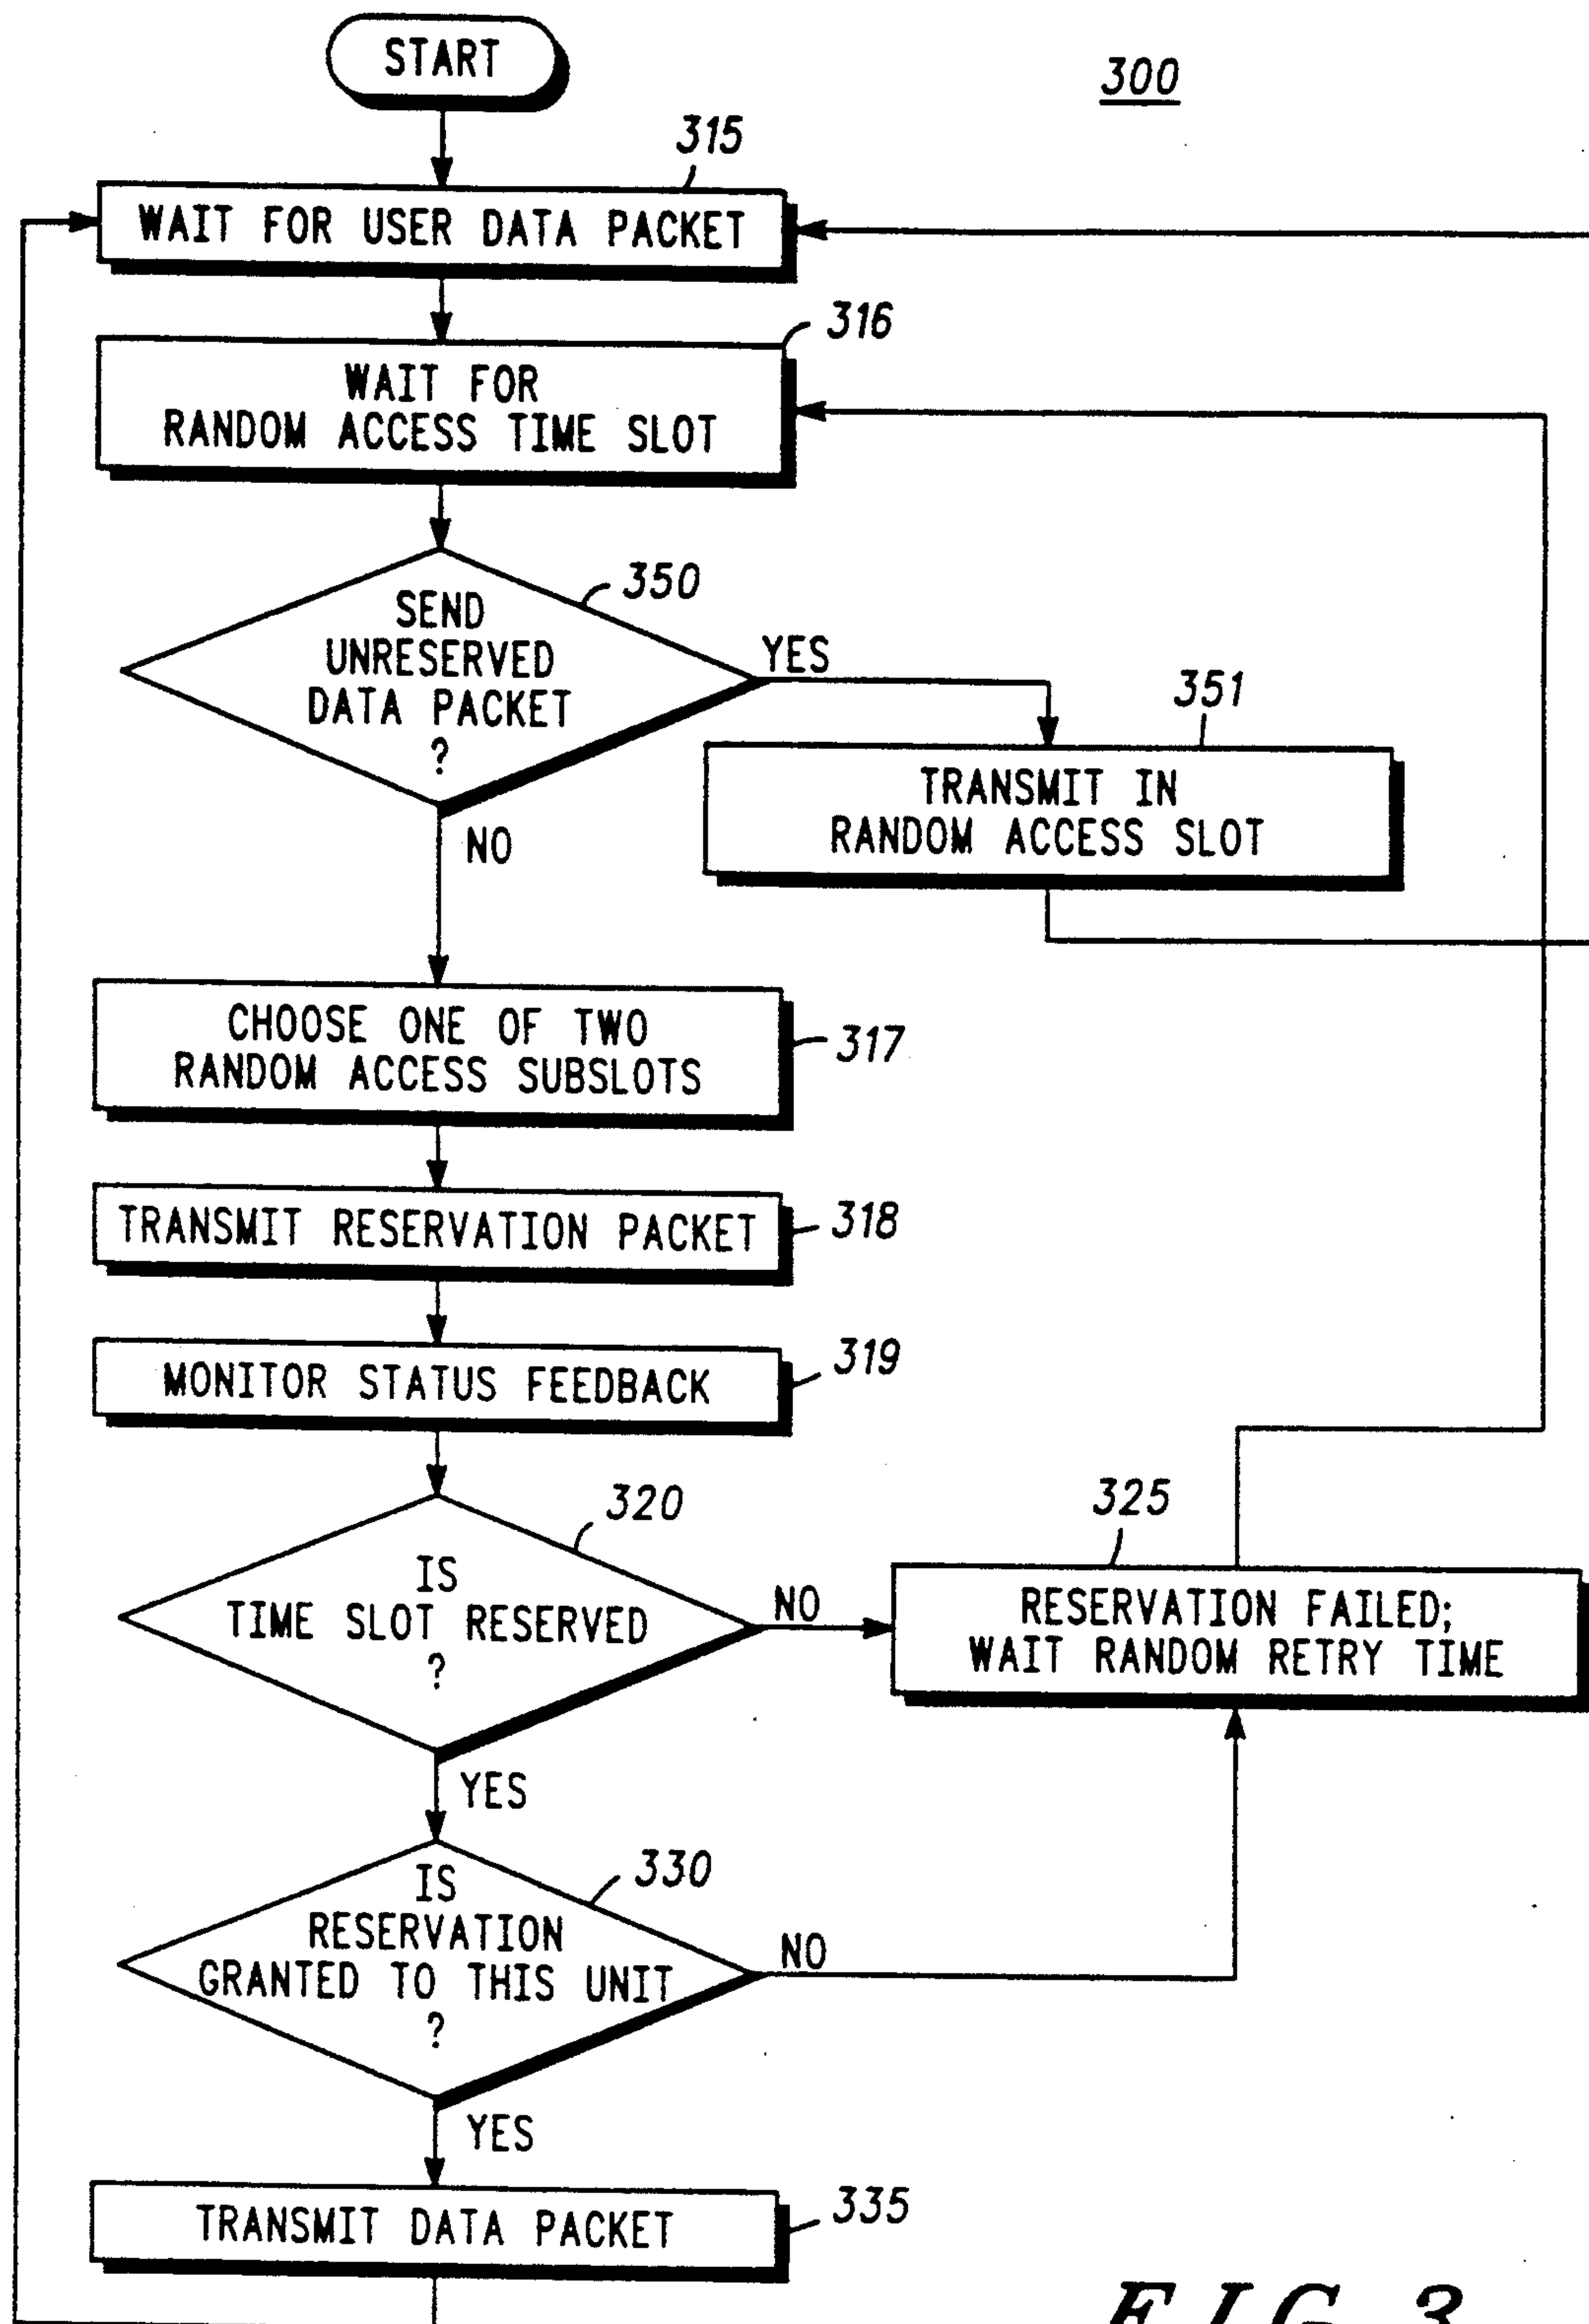 START
300
315
WAIT FOR USER DATA PACKET
316
WAIT FOR
RANDOM ACCESS TIME SLOT
350
SEND
UNRESERVED
DATA PACKET
?
YES
NO
351
TRANSMIT IN
RANDOM ACCESS SLOT
CHOOSE ONE OF TWO
RANDOM ACCESS SUBSLOTS
317
TRANSMIT RESERVATION PACKET
318
MONITOR STATUS FEEDBACK
319
320
IS
TIME SLOT RESERVED
?
NO
YES
325
RESERVATION FAILED;
WAIT RANDOM RETRY TIME
330
IS
RESERVATION
GRANTED TO THIS UNIT
?
NO
YES
TRANSMIT DATA PACKET
335
FIG. 3